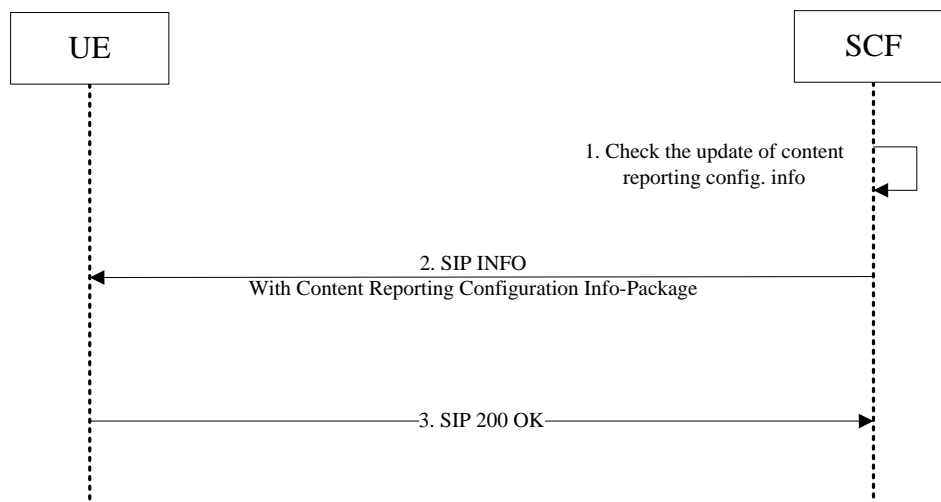 UE
SCF
1. Check the update of content
reporting config. info
2. SIP INFO
With Content Reporting Configuration Info-Package
3. SIP 200 OK